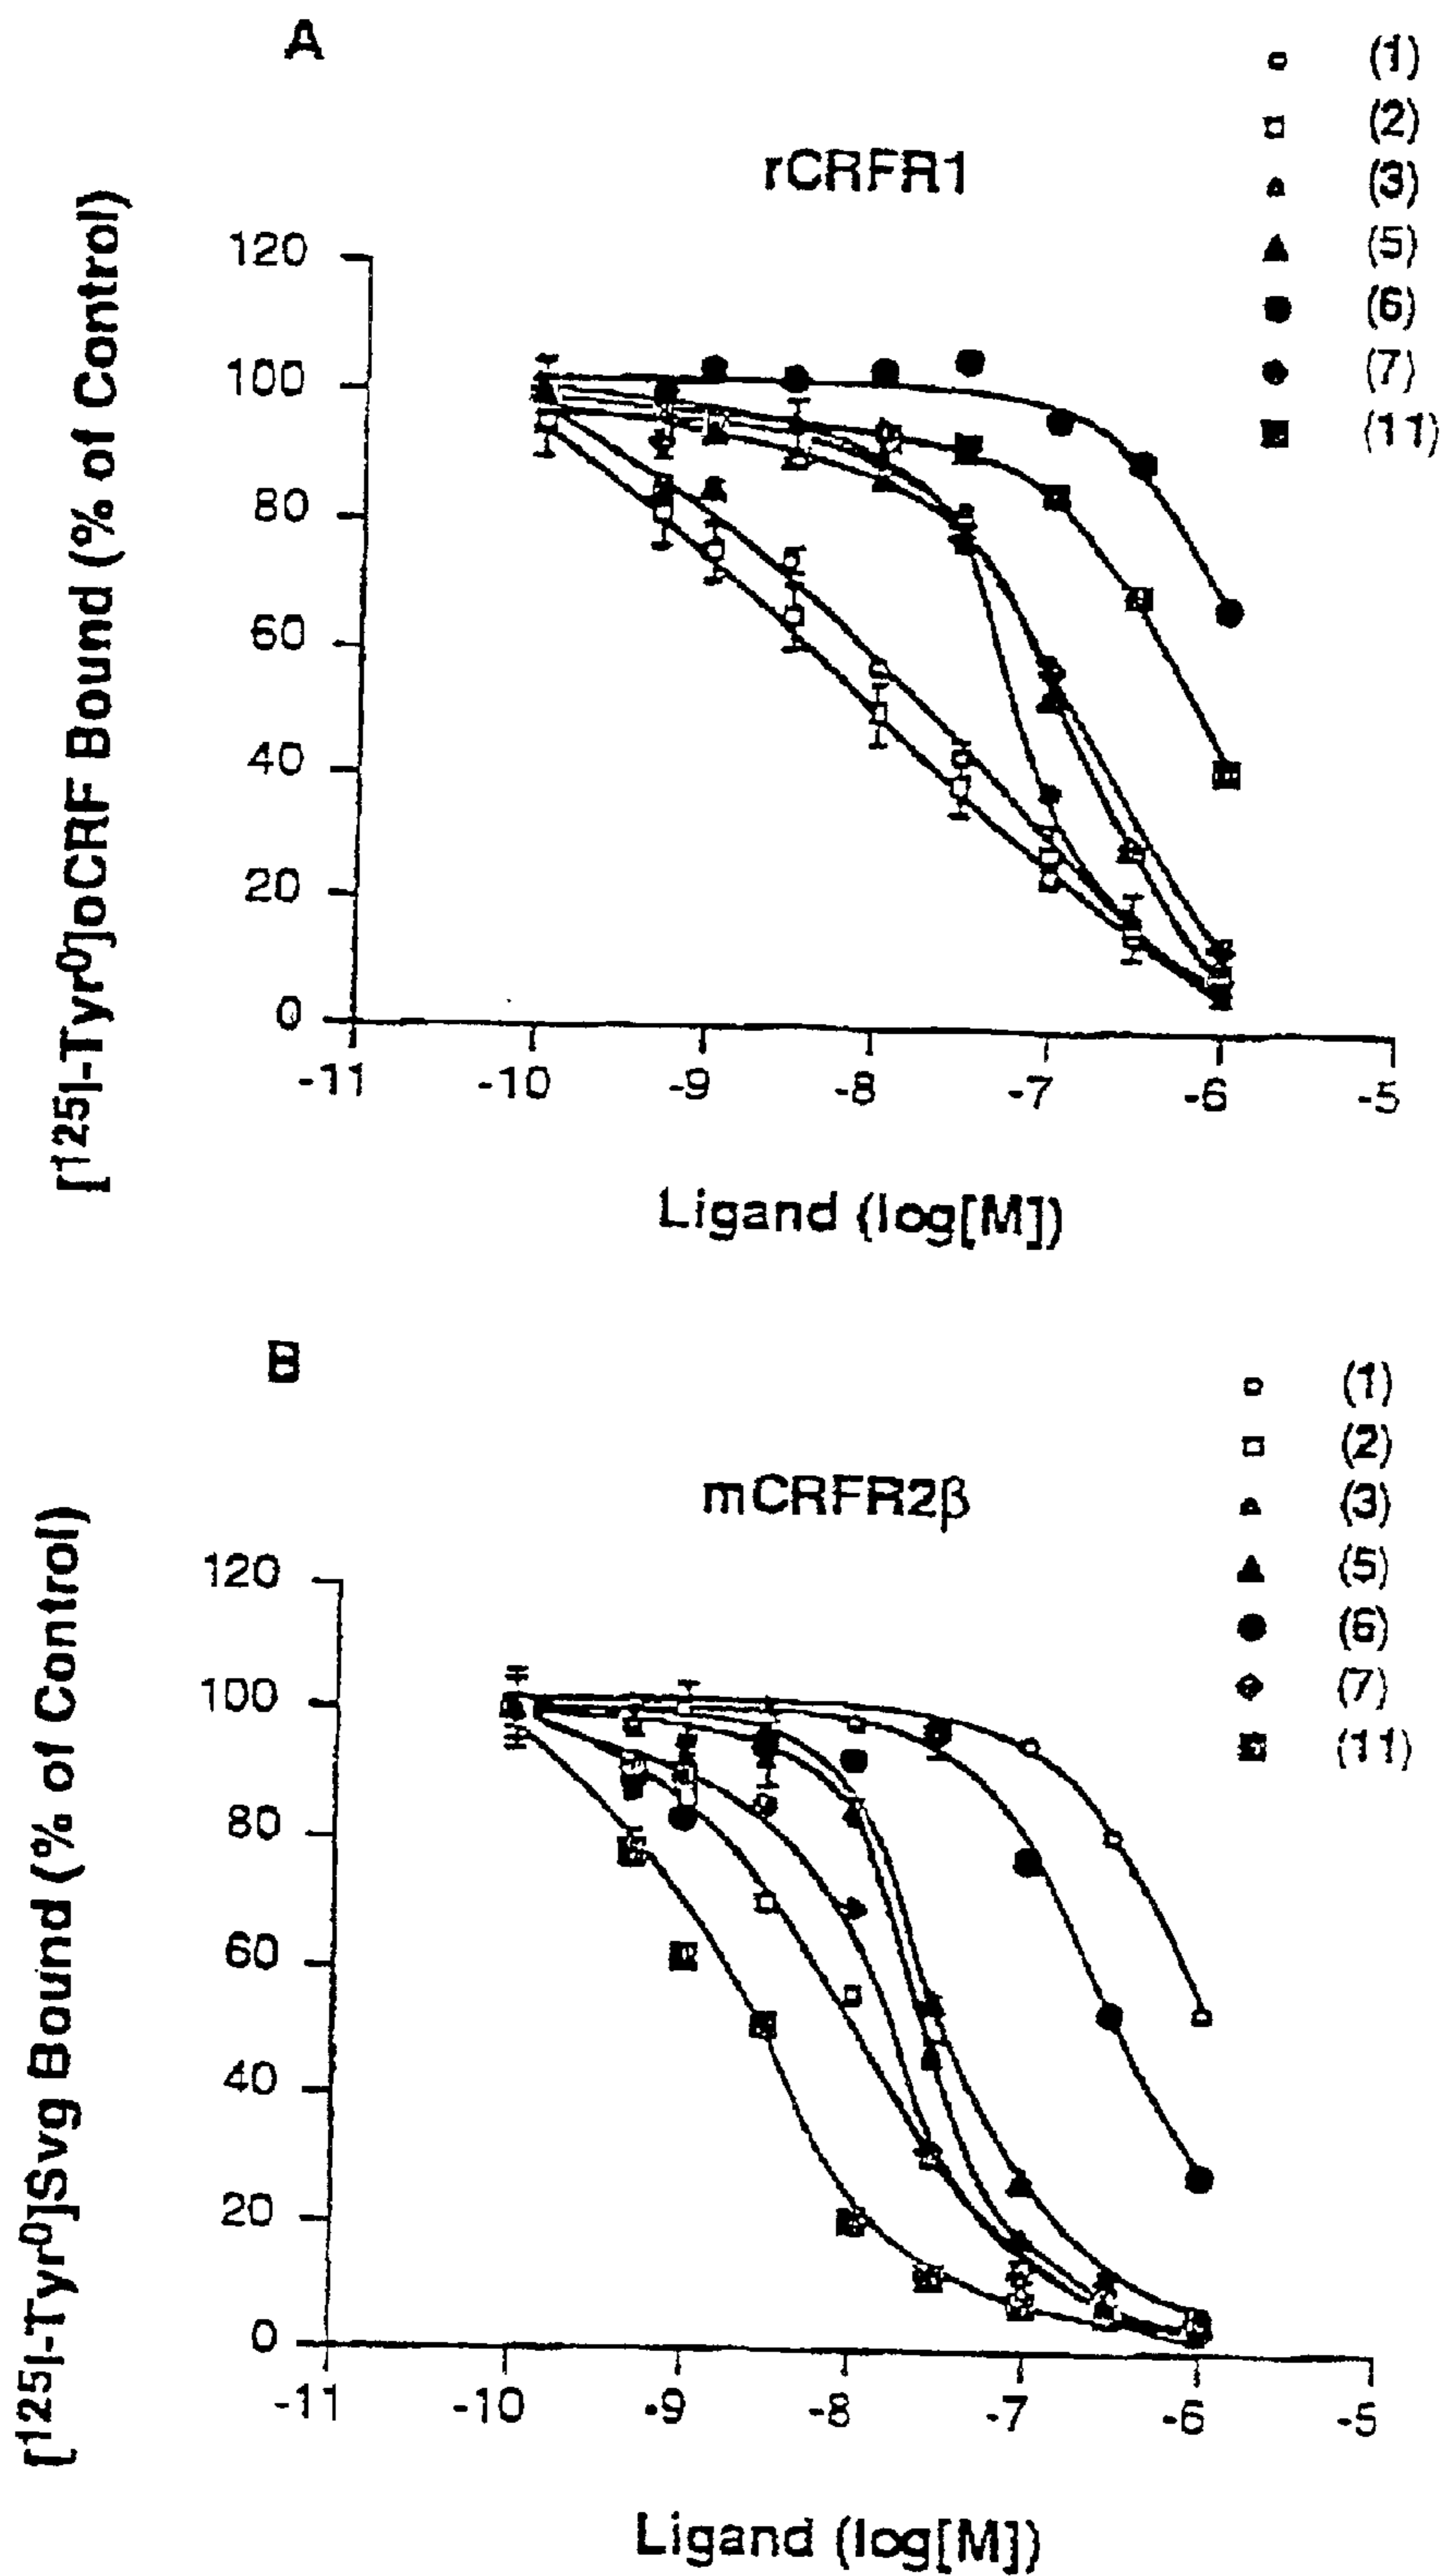 A
(1)
(2)
(3)
(5)
(6)
(7)
(11)
rCRFR1
[125I-Tyr0]oCRF Bound (% of Control)
120
100
80
60
40
20
0
-11 -10 -9 -8 -7 -6 -5
Ligand (log[M])
B
(1)
(2)
(3)
(5)
(6)
(7)
(11)
mCRFR2β
[125I-Tyr0]Svg Bound (% of Control)
120
100
80
60
40
20
0
-11 -10 -9 -8 -7 -6 -5
Ligand (log[M])